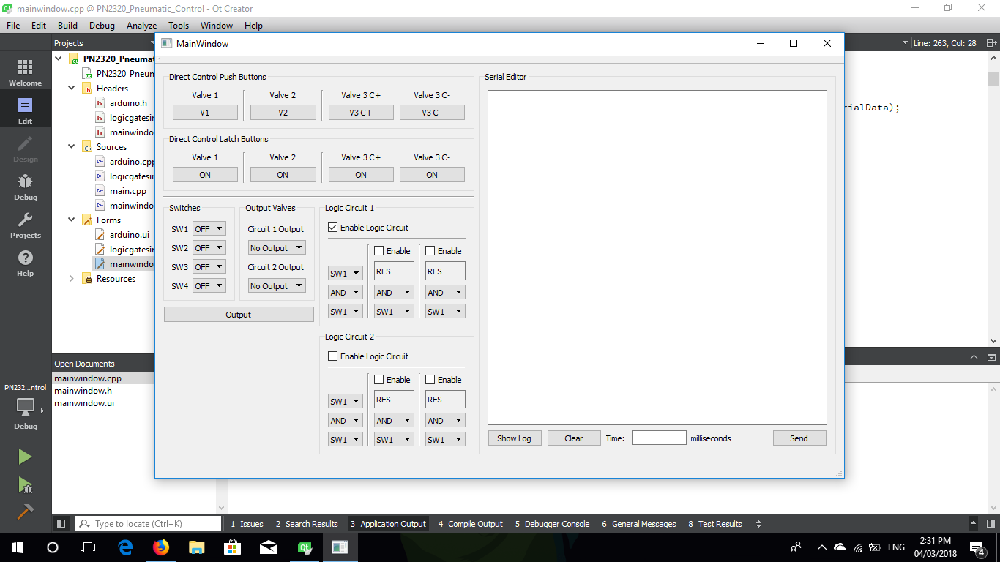 mainwindow.cpp @ PN2320_Pneumatic_Control - Qt Creator
File Edit Build Debug Analyze Tools Window Help
Projects
Line: 263, Col: 28
Welcome
Edit
Design
Debug
Projects
Help
PN232...ntrol
Debug
PN2320_Pneumat
PN2320_Pneum
Headers
arduino.h
logicgatesin
mainwindow
Sources
arduino.cpp
logicgatesin
main.cpp
mainwindow
Forms
arduino.ui
logicgatesin
mainwindow
Resources
Open Documents
mainwindow.cpp
mainwindow.h
mainwindow.ui
rialData);
MainWindow
Direct Control Push Buttons
Valve 1 Valve 2 Valve 3 C+ Valve 3 C-
V1 V2 V3 C+ V3 C-
Direct Control Latch Buttons
Valve 1 Valve 2 Valve 3 C+ Valve 3 C-
ON ON ON ON
Switches
SW1 OFF
SW2 OFF
SW3 OFF
SW4 OFF
Output Valves
Circuit 1 Output
No Output
Circuit 2 Output
No Output
Output
Logic Circuit 1
Enable Logic Circuit
Enable Enable
SW1 RES RES
AND AND AND
SW1 SW1 SW1
Logic Circuit 2
Enable Logic Circuit
Enable Enable
SW1 RES RES
AND AND AND
SW1 SW1 SW1
Serial Editor
Show Log Clear Time: milliseconds Send
Type to locate (Ctrl+K) 1 Issues 2 Search Results 3 Application Output 4 Compile Output 5 Debugger Console 6 General Messages 8 Test Results
ENG
2:31 PM
04/03/2018
4